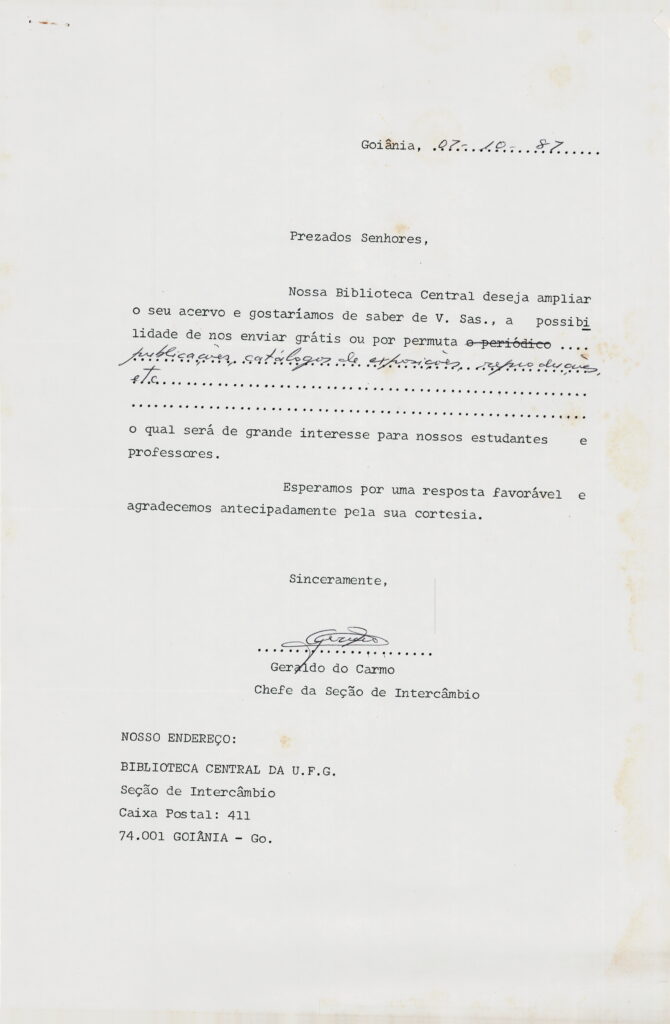 Goiânia, 07-10-87
Prezados Senhores,
Nossa Biblioteca Central deseja ampliar
o seu acervo e gostaríamos de saber de V. Sas., a possibi
lidade de nos enviar grátis ou por permuta o periódico ....
publicações, catálogos de exposições, reproduções,
etc.
o qual será de grande interesse para nossos estudantes e
professores.
Esperamos por uma resposta favorável e
agradecemos antecipadamente pela sua cortesia.
Sinceramente,
Geraldo do Carmo
Chefe da Seção de Intercâmbio
NOSSO ENDEREÇO:
BIBLIOTECA CENTRAL DA U.F.G.
Seção de Intercâmbio
Caixa Postal: 411
74.001 GOIÂNIA - Go.